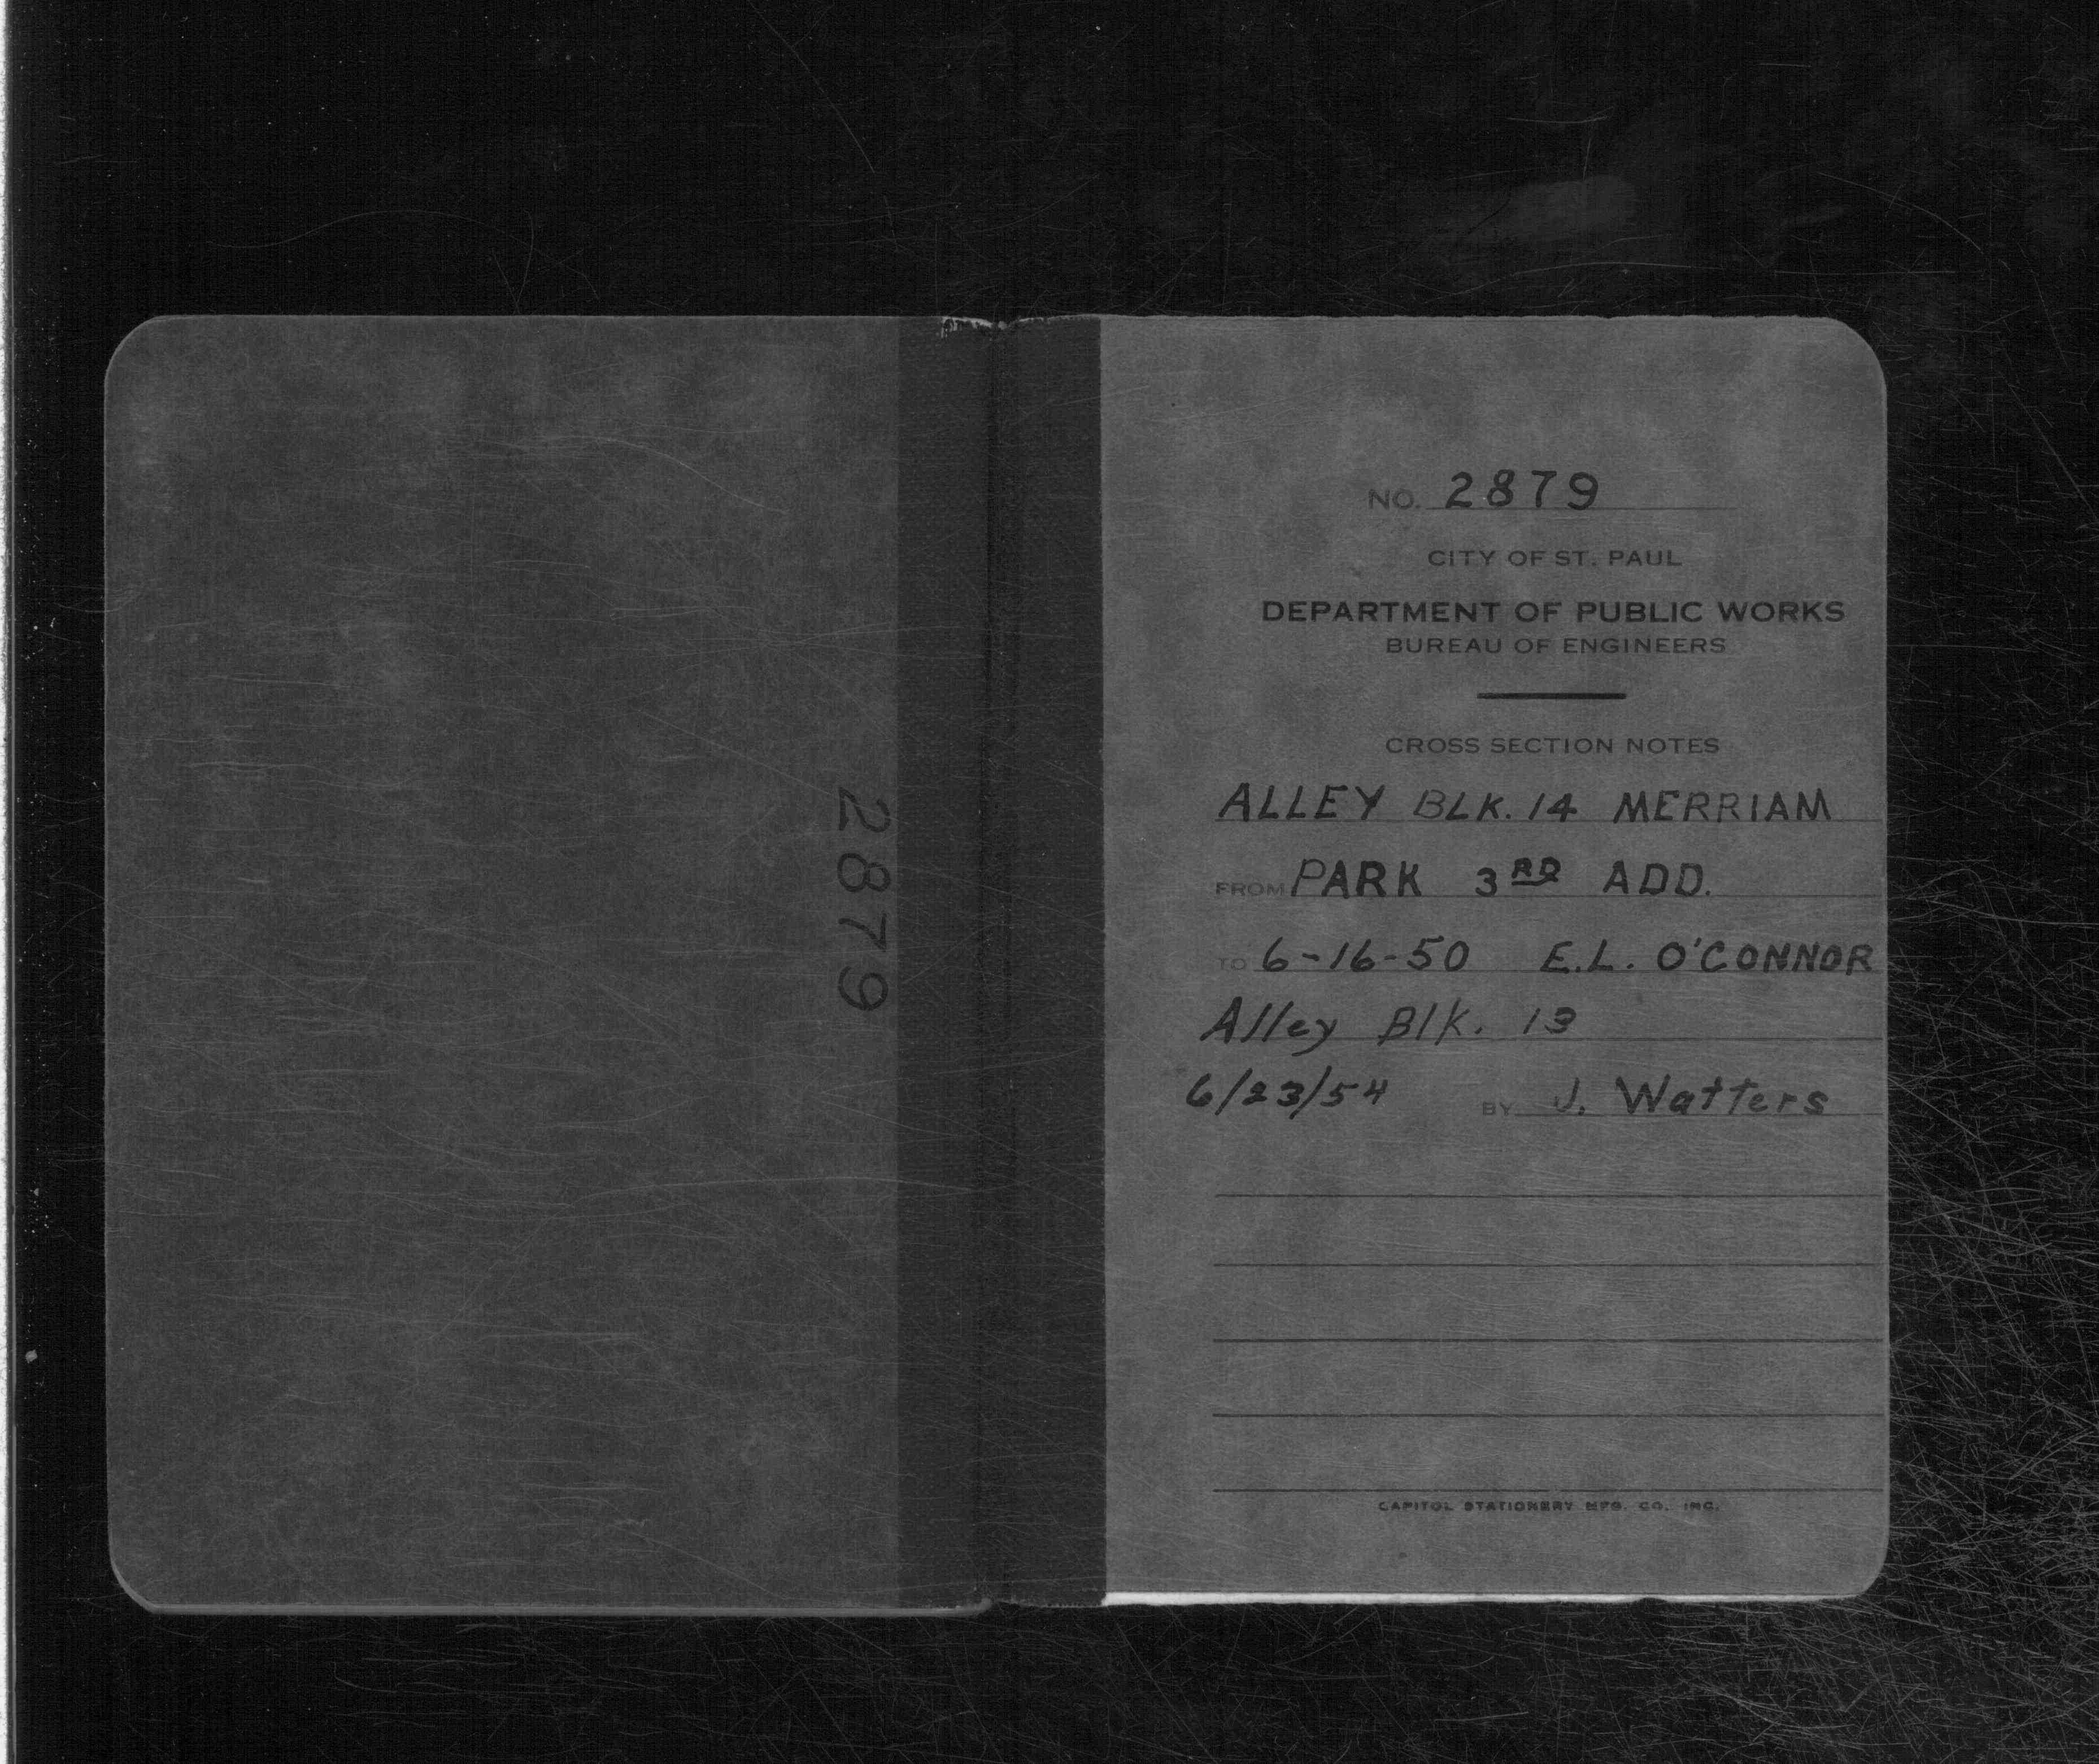 2879
NO. 2879
CITY OF ST. PAUL
DEPARTMENT OF PUBLIC WORKS
BUREAU OF ENGINEERS
CROSS SECTION NOTES
ALLEY BLK. 14 MERRIAM
FROM PARK 3RD ADD.
TO 6-16-50 E.L. O'CONNOR
Alley Blk. 13
6/23/54 BY J. Watters
CAPITOL STATIONERY MFG. CO. INC.